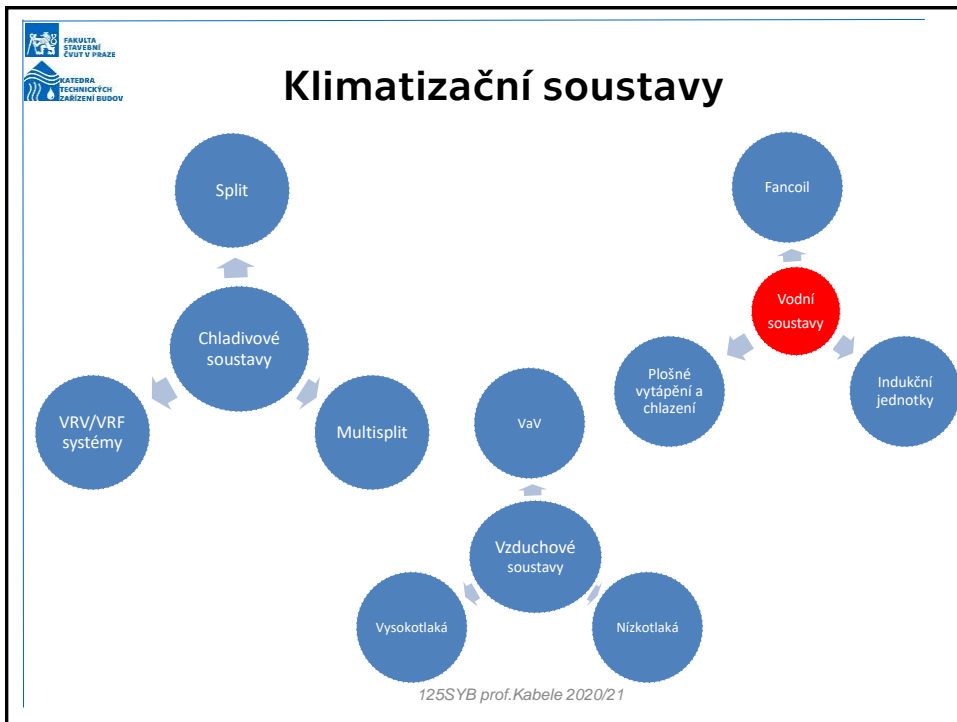 FAKULTA
STAVEBNÍ
ČVUT V PRAZE
KATEDRA
TECHNICKÝCH
ZAŘÍZENÍ BUDOV
Klimatizační soustavy
Split
Chladivové
soustavy
VRV/VRF
systémy
Multisplit
VaV
Vzduchové
soustavy
Vysokotlaká
Nízkotlaká
Fancoil
Vodní
soustavy
Plošné
vytápění a
chlazení
Indukční
jednotky
125SYB prof.Kabele 2020/21